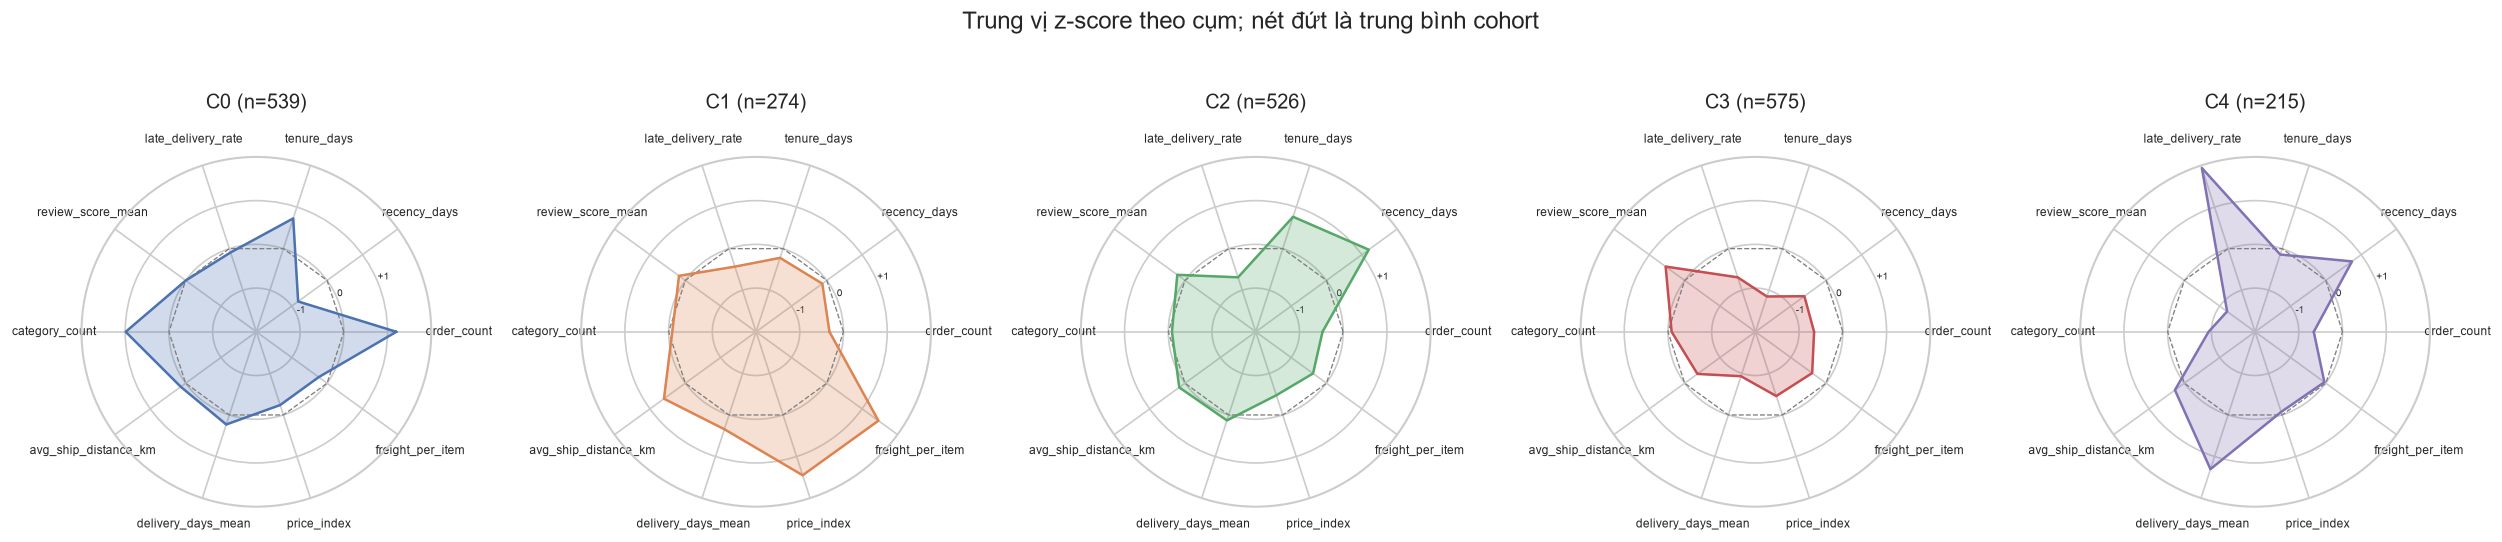 Trung vị z-score theo cụm; nét đứt là trung bình cohort
C0 (n=539)
late_delivery_rate
tenure_days
review_score_mean
recency_days
+1
0
-1
category_count
order_count
avg_ship_distance_km
freight_per_item
delivery_days_mean
price_index
C1 (n=274)
late_delivery_rate
tenure_days
review_score_mean
recency_days
+1
0
-1
category_count
order_count
avg_ship_distance_km
freight_per_item
delivery_days_mean
price_index
C2 (n=526)
late_delivery_rate
tenure_days
review_score_mean
recency_days
+1
0
-1
category_count
order_count
avg_ship_distance_km
freight_per_item
delivery_days_mean
price_index
C3 (n=575)
late_delivery_rate
tenure_days
review_score_mean
recency_days
+1
0
-1
category_count
order_count
avg_ship_distance_km
freight_per_item
delivery_days_mean
price_index
C4 (n=215)
late_delivery_rate
tenure_days
review_score_mean
recency_days
+1
0
-1
category_count
order_count
avg_ship_distance_km
freight_per_item
delivery_days_mean
price_index